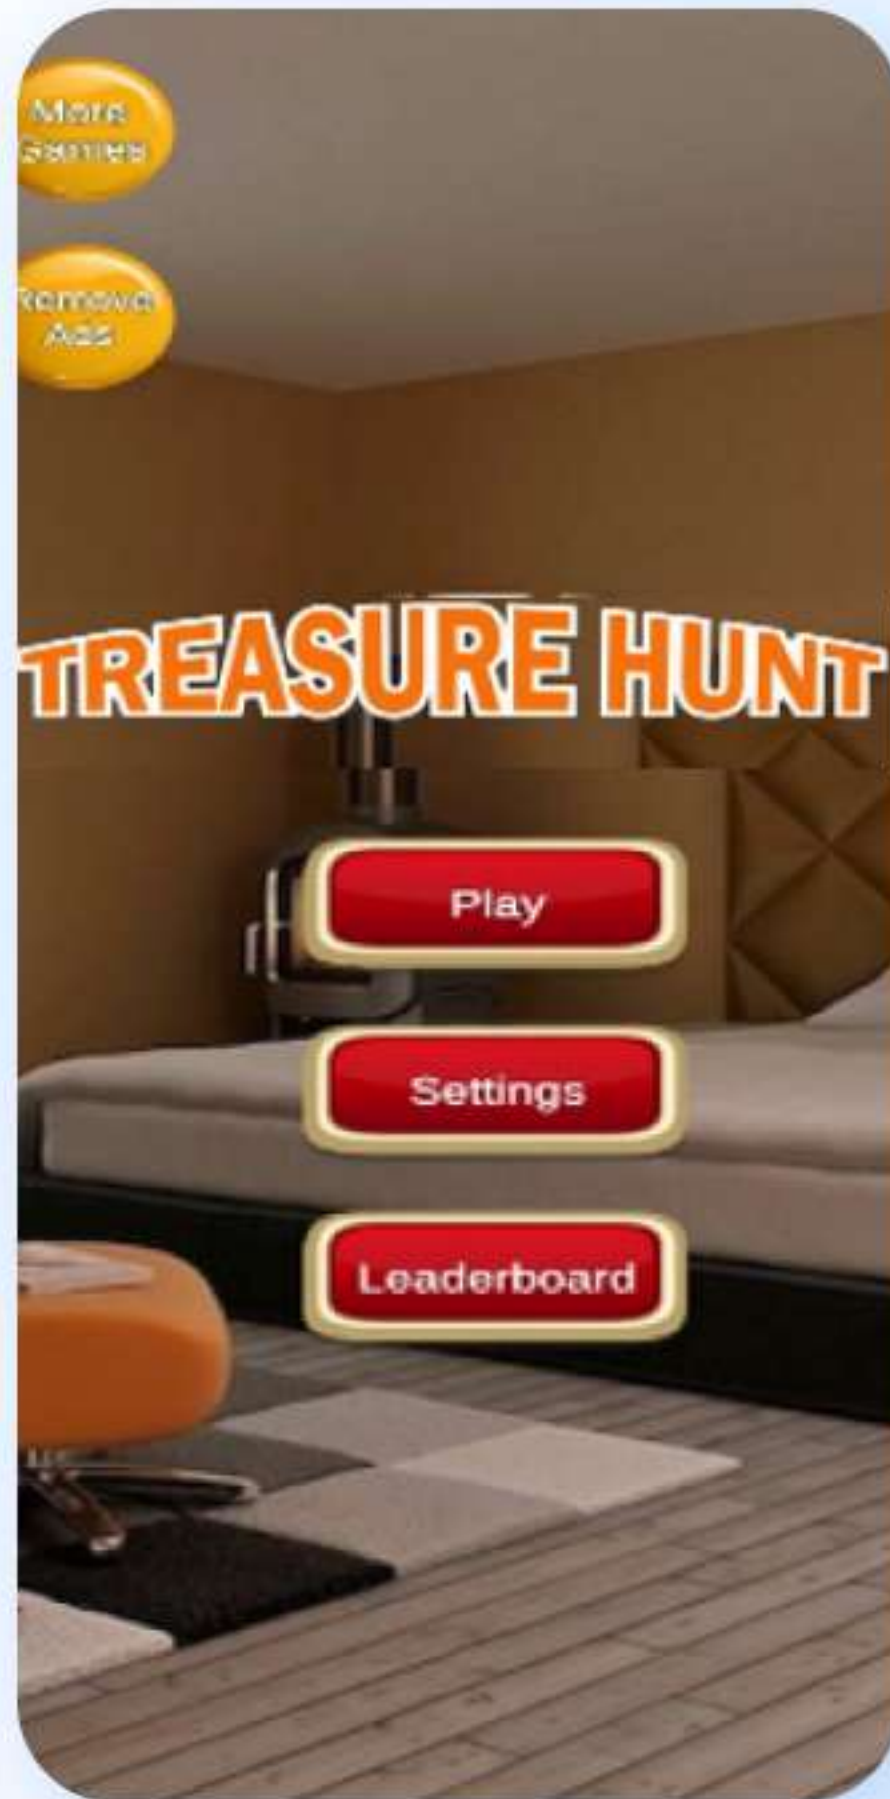 More
Games
Remove
Ads
TREASURE HUNT
Play
Settings
Leaderboard